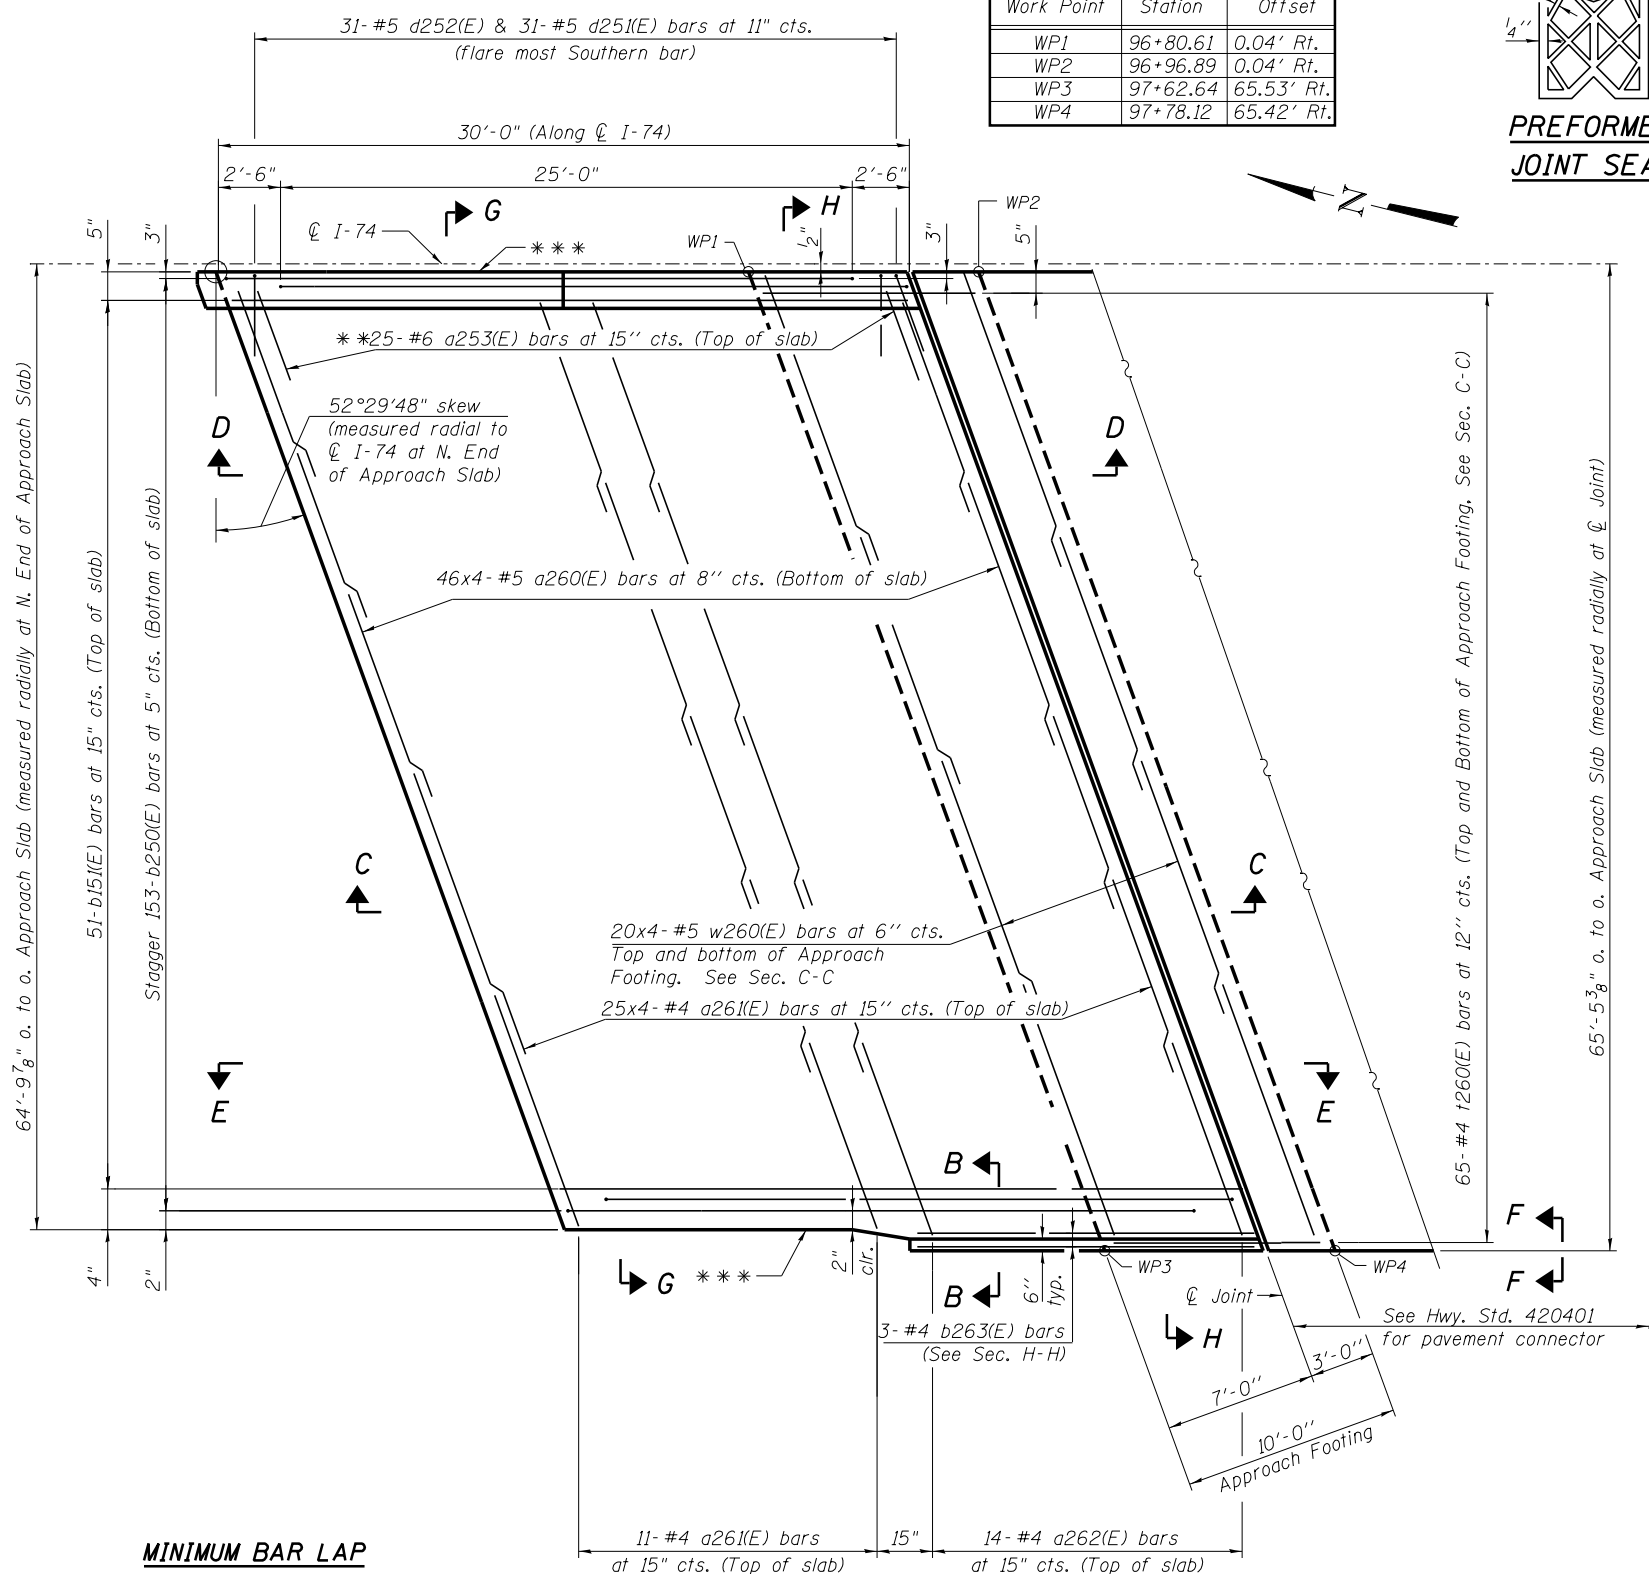 31-#5 d252(E) & 31-#5 d251(E) bars at 11" cts.
(flare most Southern bar)
30'-0" (Along ℄ I-74)
2'-6"
25'-0"
2'-6"
Work Point Station Offset
WP1 96+80.61 0.04' Rt.
WP2 96+96.89 0.04' Rt.
WP3 97+62.64 65.53' Rt.
WP4 97+78.12 65.42' Rt.
1/4"
PREFORME
JOINT SEA
N
G
H
℄ I-74
***
WP1
WP2
5"
3"
1/2"
3"
5"
**25-#6 a253(E) bars at 15" cts. (Top of slab)
52°29'48" skew
(measured radial to
℄ I-74 at N. End
of Approach Slab)
D
D
46x4-#5 a260(E) bars at 8" cts. (Bottom of slab)
64'-9 7/8" o. to o. Approach Slab (measured radially at N. End of Approach Slab)
51-b151(E) bars at 15" cts. (Top of slab)
Stagger 153-b250(E) bars at 5" cts. (Bottom of slab)
65-#4 t260(E) bars at 12" cts. (Top and Bottom of Approach Footing, See Sec. C-C)
65'-5 3/8" o. to o. Approach Slab (measured radially at ℄ Joint)
C
C
20x4-#5 w260(E) bars at 6" cts.
Top and bottom of Approach
Footing. See Sec. C-C
25x4-#4 a261(E) bars at 15" cts. (Top of slab)
E
E
B
F
4"
2"
G
***
2"
clr.
B
6"
typ.
WP3
WP4
F
℄ Joint
3-#4 b263(E) bars
(See Sec. H-H)
H
See Hwy. Std. 420401
for pavement connector
3'-0"
7'-0"
10'-0"
Approach Footing
MINIMUM BAR LAP
11-#4 a261(E) bars
at 15" cts. (Top of slab)
15"
14-#4 a262(E) bars
at 15" cts. (Top of slab)